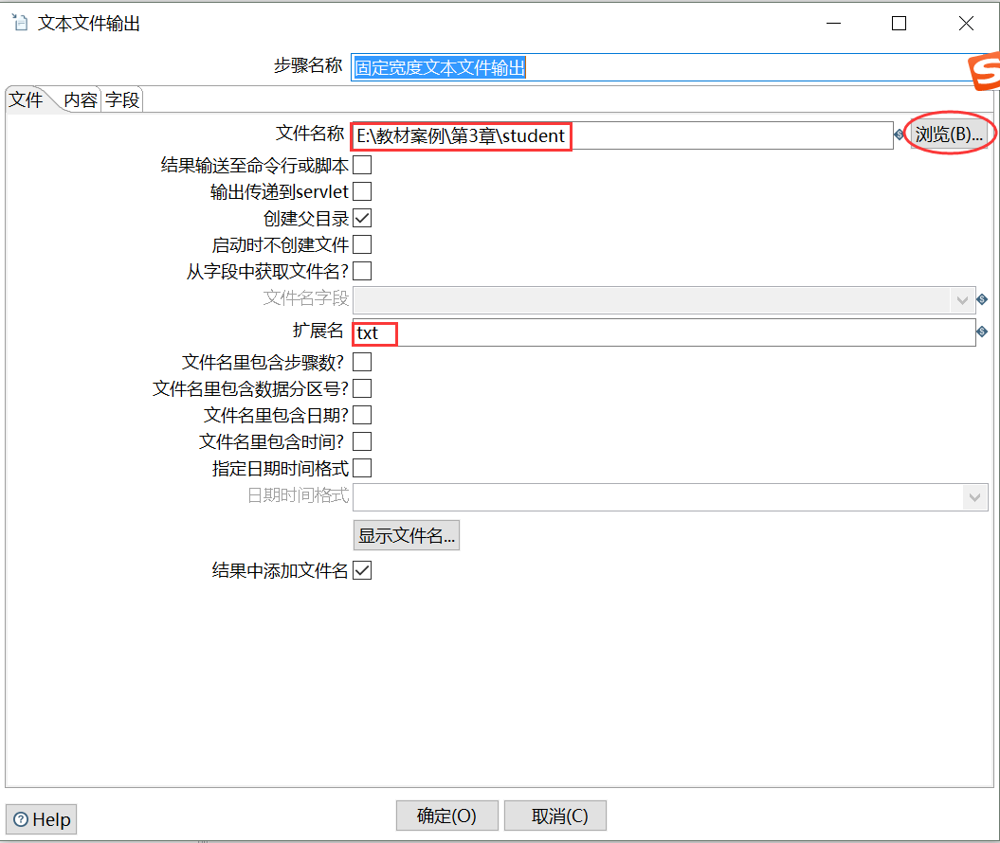 文本文件输出
步骤名称 固定宽度文本文件输出
文件 内容 字段
文件名称 E:\教材案例\第3章\student 浏览(B)...
结果输送至命令行或脚本
输出传递到servlet
创建父目录
启动时不创建文件
从字段中获取文件名?
文件名字段
扩展名 txt
文件名里包含步骤数?
文件名里包含数据分区号?
文件名里包含日期?
文件名里包含时间?
指定日期时间格式
日期时间格式
显示文件名...
结果中添加文件名
Help 确定(O) 取消(C)